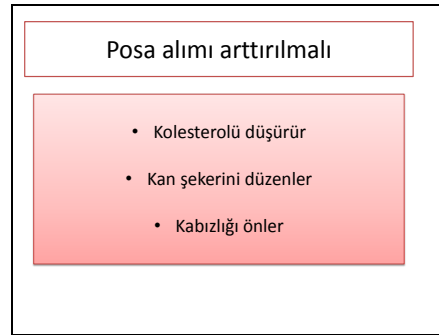 Posa alımı arttırılmalı
• Kolesterolü düşürür
• Kan şekerini düzenler
• Kabızlığı önler